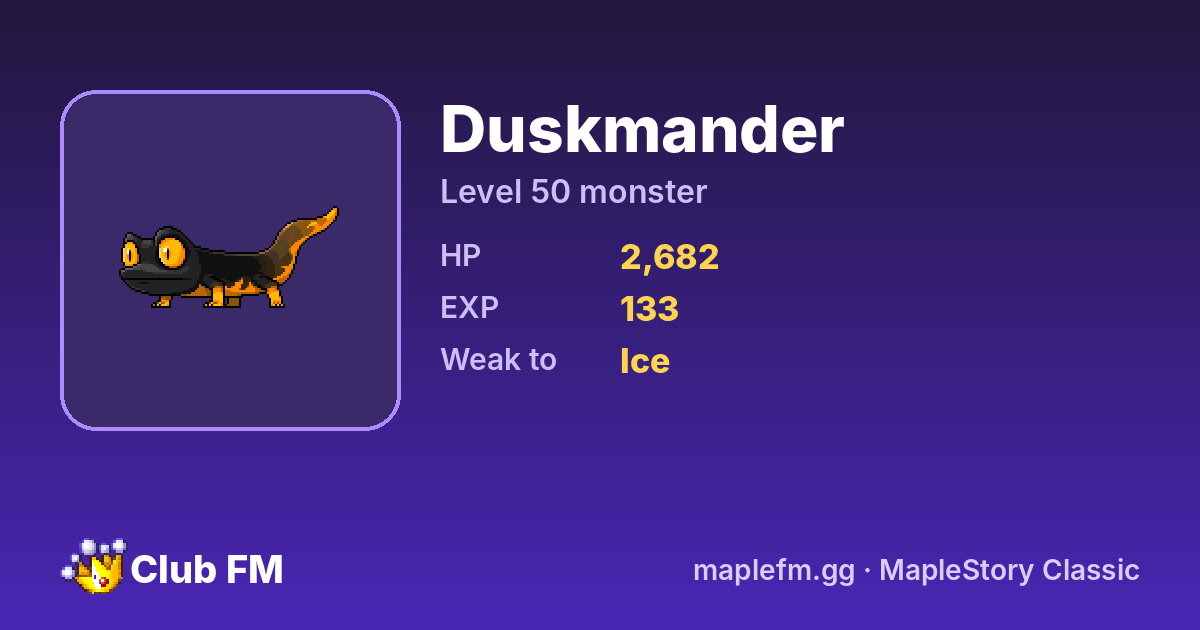 Duskmander
Level 50 monster
HP 2,682
EXP 133
Weak to Ice
Club FM
maplefm.gg · MapleStory Classic